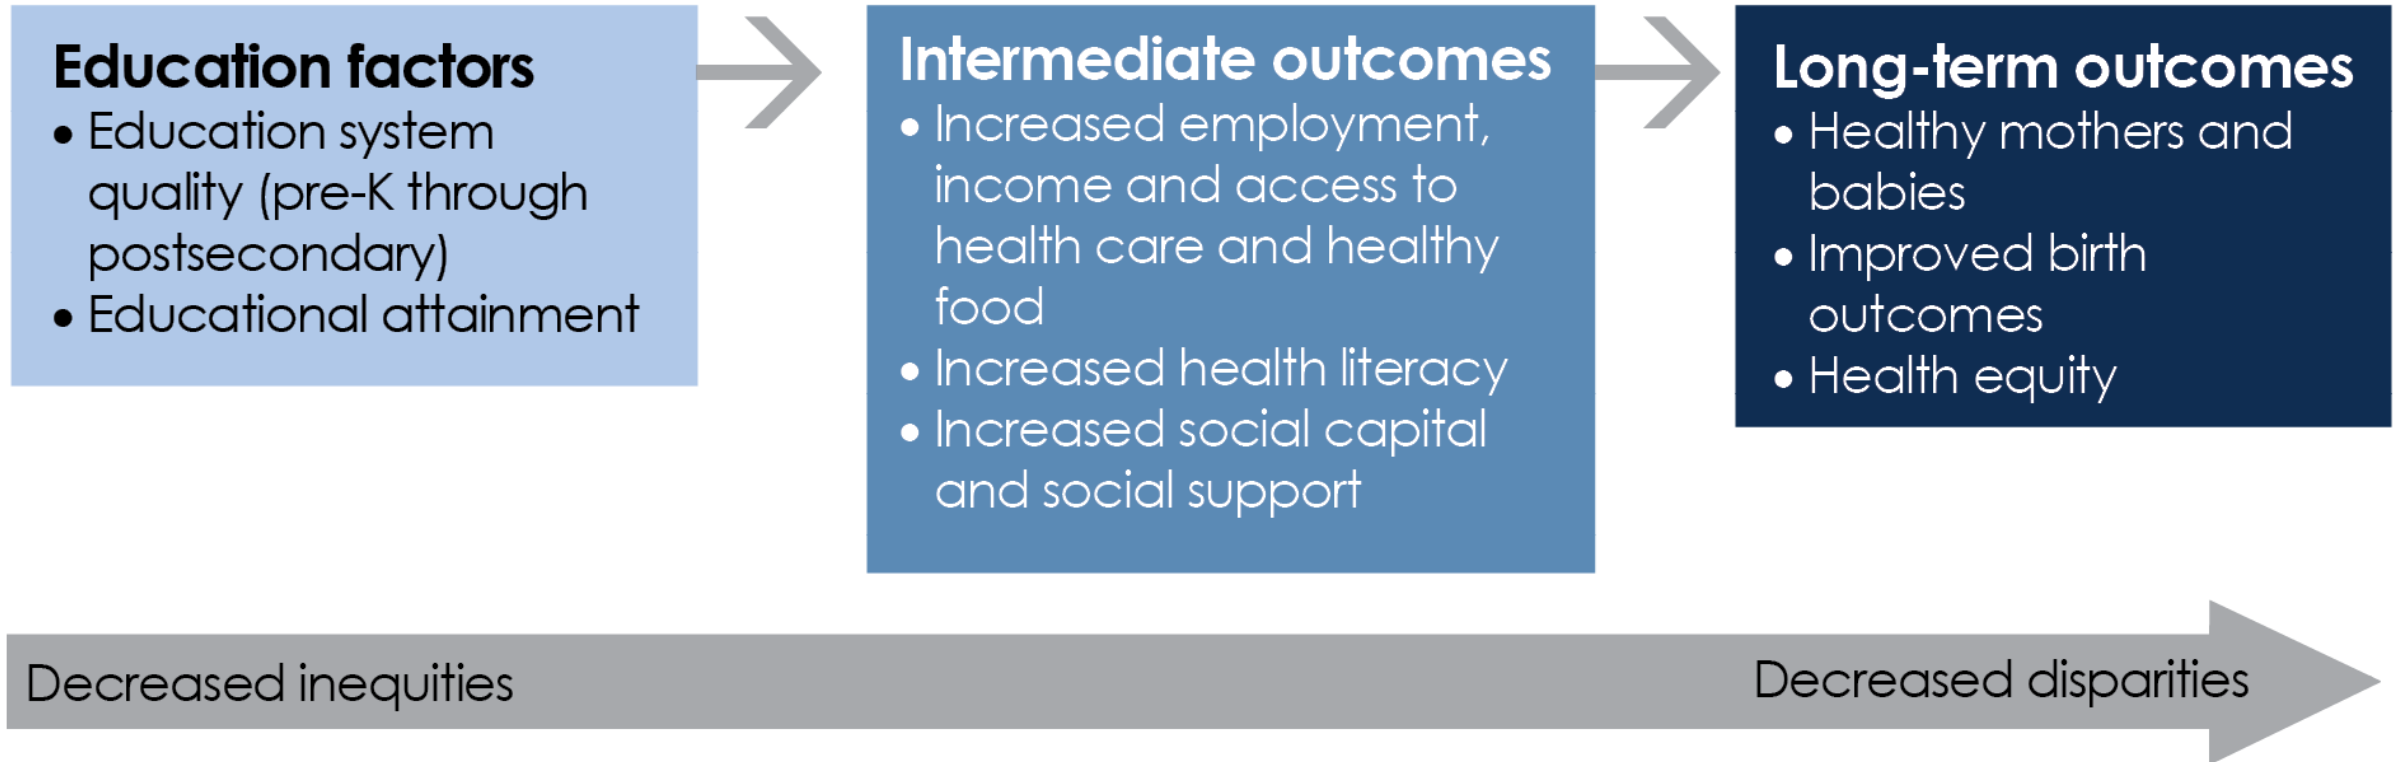 Education factors
• Education system
quality (pre-K through
postsecondary)
• Educational attainment
Intermediate outcomes
• Increased employment,
income and access to
health care and healthy
food
• Increased health literacy
• Increased social capital
and social support
Long-term outcomes
• Healthy mothers and
babies
• Improved birth
outcomes
• Health equity
Decreased inequities
Decreased disparities